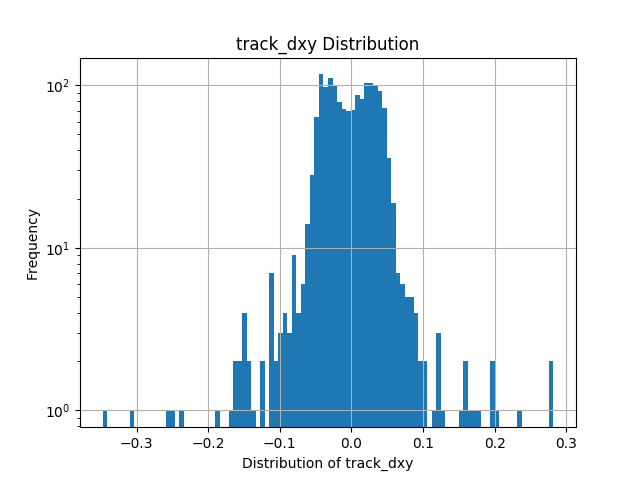 track_dxy Distribution
Frequency
10²
10¹
10⁰
−0.3 −0.2 −0.1 0.0 0.1 0.2 0.3
Distribution of track_dxy